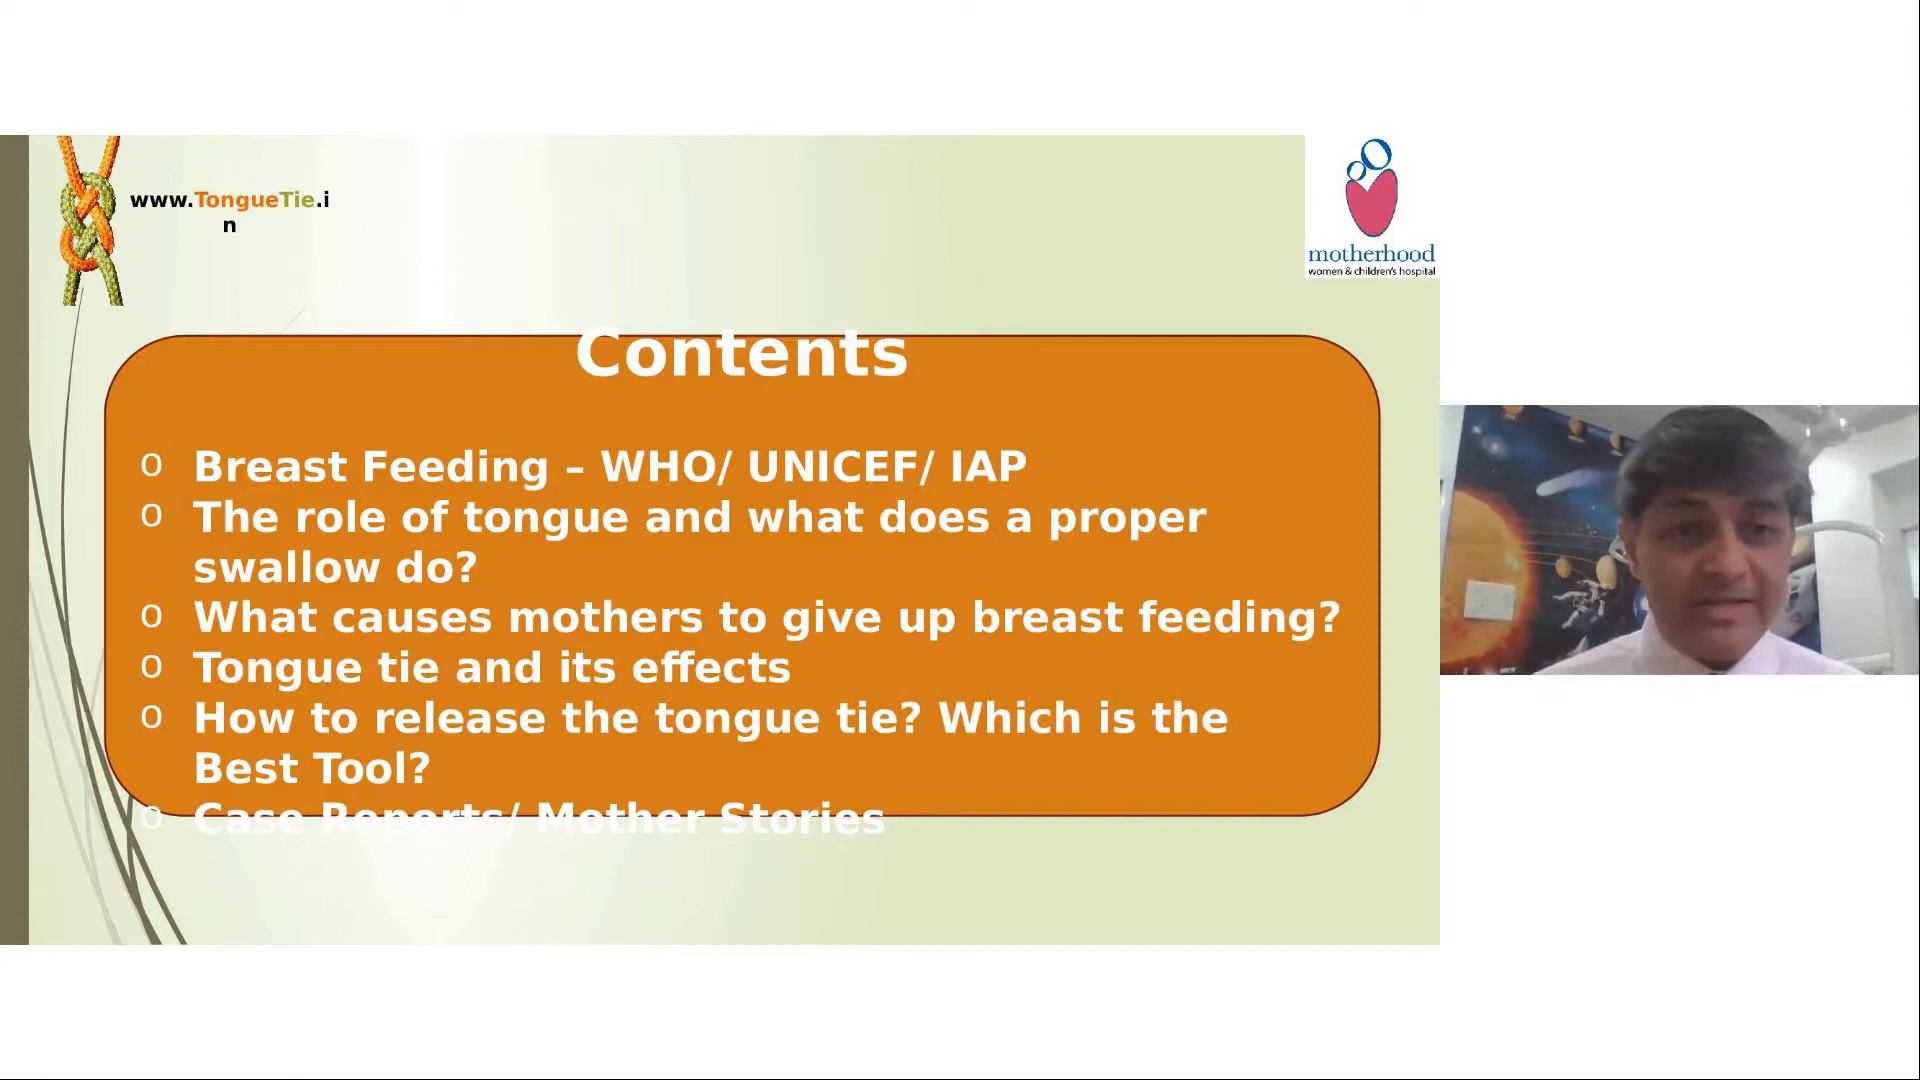 www.TongueTie.i
n
motherhood
women & children's hospital
Contents
o Breast Feeding – WHO/ UNICEF/ IAP
o The role of tongue and what does a proper
swallow do?
o What causes mothers to give up breast feeding?
o Tongue tie and its effects
o How to release the tongue tie? Which is the
Best Tool?
o Case Reports/ Mother Stories